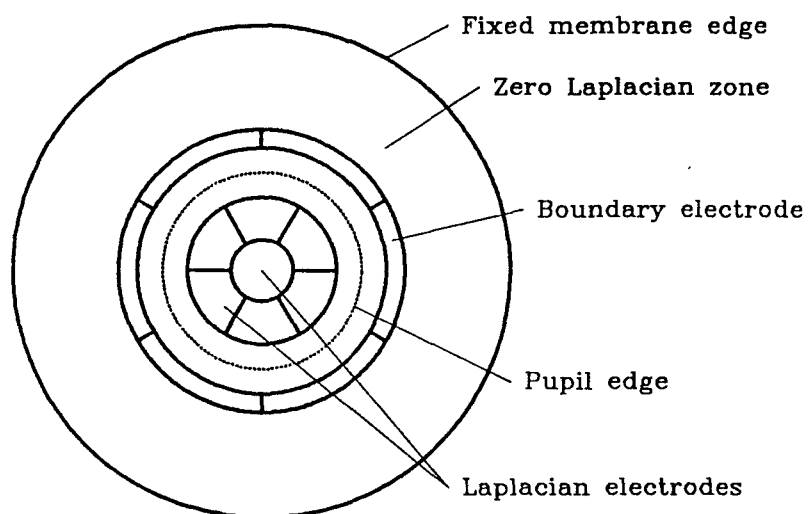 Fixed membrane edge
Zero Laplacian zone
Boundary electrode
Pupil edge
Laplacian electrodes